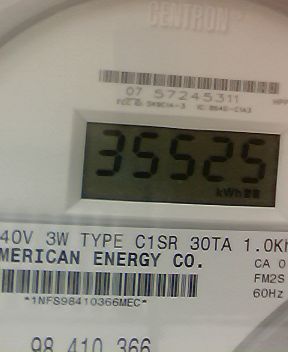 CENTRON
07 57245311
35525
kWh
40V 3W TYPE C1SR 30TA 1.0Kh
MERICAN ENERGY CO.
CA 0
FM2S
60Hz
*1NFS98410366MEC*
98 410 366